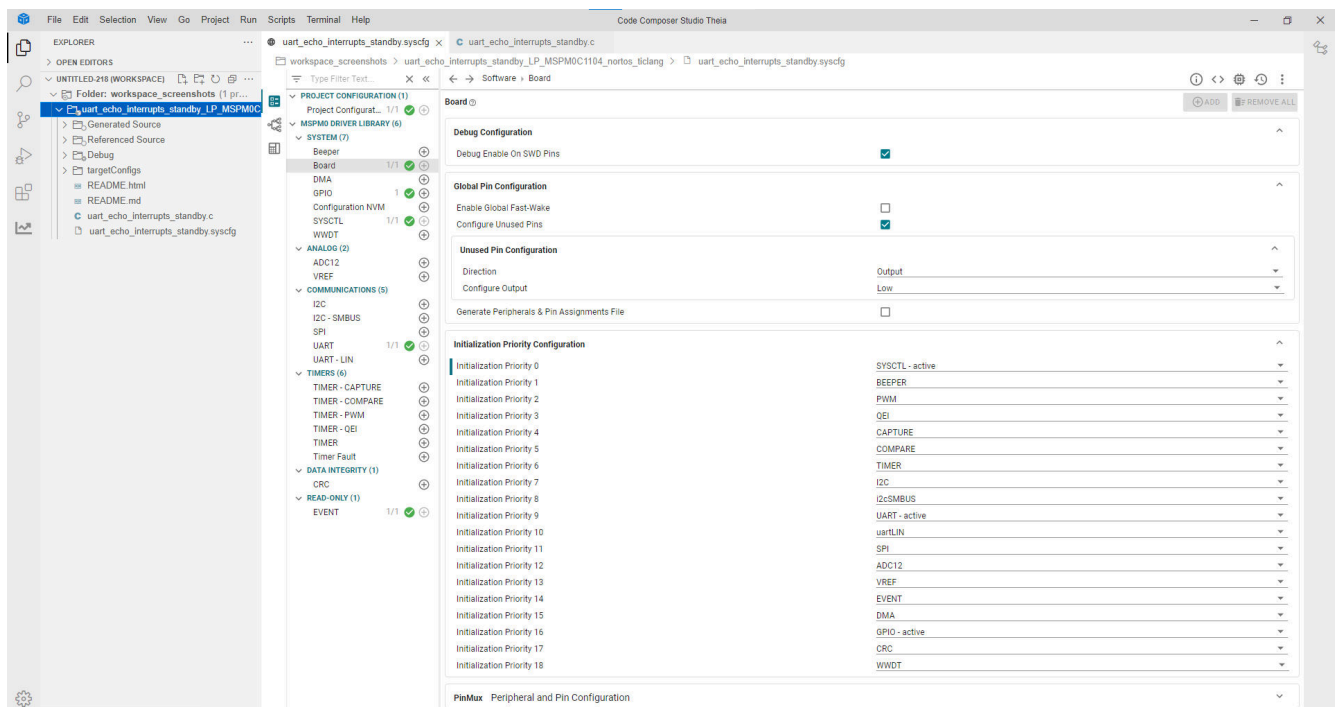 File Edit Selection View Go Project Run Scripts Terminal Help
Code Composer Studio Theia
EXPLORER
uart_echo_interrupts_standby.syscfg
C uart_echo_interrupts_standby.c
OPEN EDITORS
workspace_screenshots > uart_echo_interrupts_standby_LP_MSPM0C1104_nortos_ticlang > uart_echo_interrupts_standby.syscfg
UNTITLED-218 (WORKSPACE)
Folder: workspace_screenshots (1 pr...
uart_echo_interrupts_standby_LP_MSPM0C
Generated Source
Referenced Source
Debug
targetConfigs
README.html
README.md
C uart_echo_interrupts_standby.c
uart_echo_interrupts_standby.syscfg
Type Filter Text...
PROJECT CONFIGURATION (1)
Project Configurat... 1/1
MSPM0 DRIVER LIBRARY (6)
SYSTEM (7)
Beeper
Board 1/1
DMA
GPIO 1
Configuration NVM
SYSCTL 1/1
WWDT
ANALOG (2)
ADC12
VREF
COMMUNICATIONS (5)
I2C
I2C - SMBUS
SPI
UART 1/1
UART - LIN
TIMERS (6)
TIMER - CAPTURE
TIMER - COMPARE
TIMER - PWM
TIMER - QEI
TIMER
Timer Fault
DATA INTEGRITY (1)
CRC
READ-ONLY (1)
EVENT 1/1
Software › Board
Board
ADD REMOVE ALL
Debug Configuration
Debug Enable On SWD Pins
Global Pin Configuration
Enable Global Fast-Wake
Configure Unused Pins
Unused Pin Configuration
Direction Output
Configure Output Low
Generate Peripherals & Pin Assignments File
Initialization Priority Configuration
Initialization Priority 0 SYSCTL - active
Initialization Priority 1 BEEPER
Initialization Priority 2 PWM
Initialization Priority 3 QEI
Initialization Priority 4 CAPTURE
Initialization Priority 5 COMPARE
Initialization Priority 6 TIMER
Initialization Priority 7 I2C
Initialization Priority 8 i2cSMBUS
Initialization Priority 9 UART - active
Initialization Priority 10 uartLIN
Initialization Priority 11 SPI
Initialization Priority 12 ADC12
Initialization Priority 13 VREF
Initialization Priority 14 EVENT
Initialization Priority 15 DMA
Initialization Priority 16 GPIO - active
Initialization Priority 17 CRC
Initialization Priority 18 WWDT
PinMux Peripheral and Pin Configuration